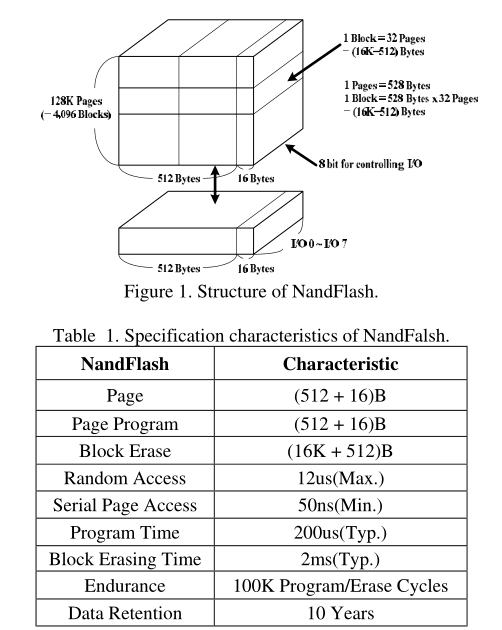 1 Block=32 Pages
= (16K+512) Bytes
1 Pages=528 Bytes
1 Block=528 Bytes x32 Pages
= (16K+512) Bytes
128K Pages
(=4,096 Blocks)
8 bit for controlling I/O
512 Bytes 16 Bytes
I/O 0 ~ I/O 7
512 Bytes 16 Bytes
Figure 1. Structure of NandFlash.
Table 1. Specification characteristics of NandFalsh.
NandFlash Characteristic
Page (512 + 16)B
Page Program (512 + 16)B
Block Erase (16K + 512)B
Random Access 12us(Max.)
Serial Page Access 50ns(Min.)
Program Time 200us(Typ.)
Block Erasing Time 2ms(Typ.)
Endurance 100K Program/Erase Cycles
Data Retention 10 Years